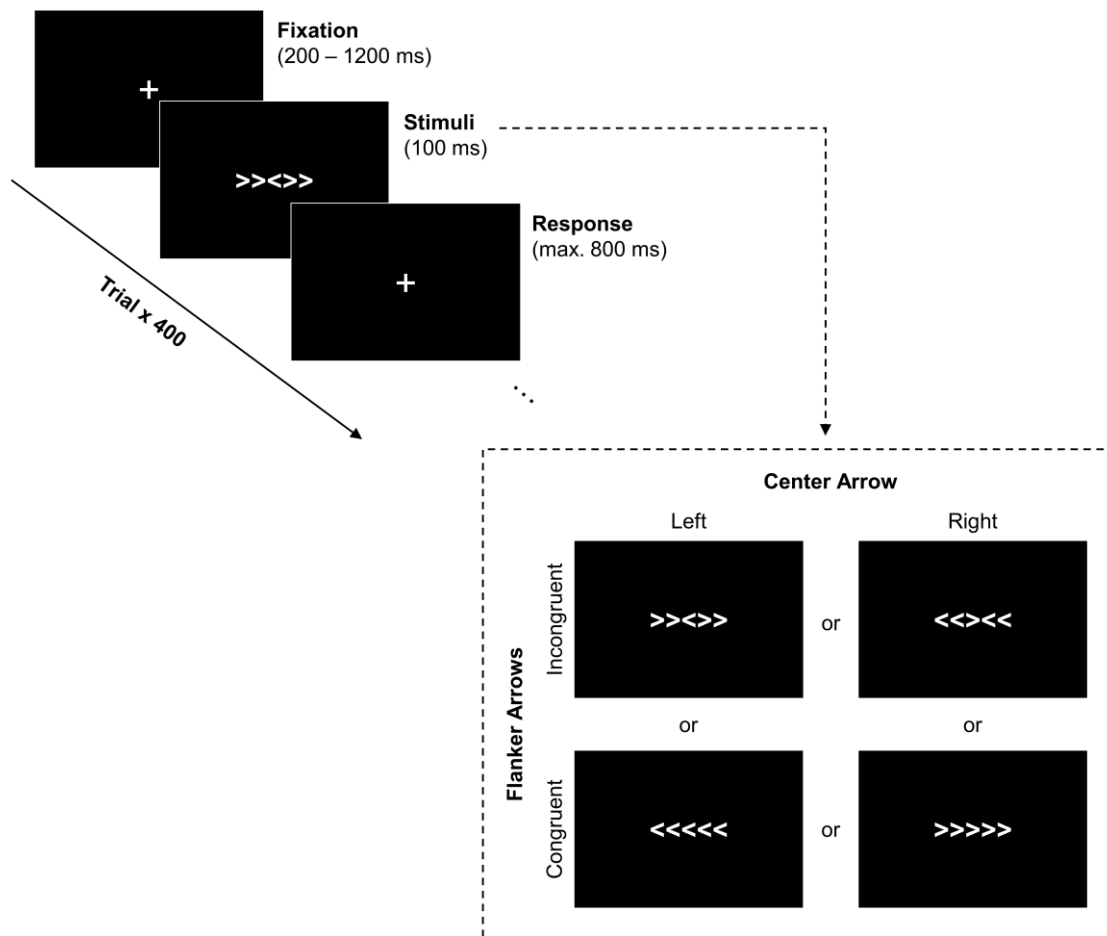 Fixation
(200 – 1200 ms)
+
Stimuli
(100 ms)
>><>>
Response
(max. 800 ms)
+
Trial x 400
...
Center Arrow
Left Right
Flanker Arrows
Incongruent
>><>> or <<><<
or or
Congruent
<<<<< or >>>>>